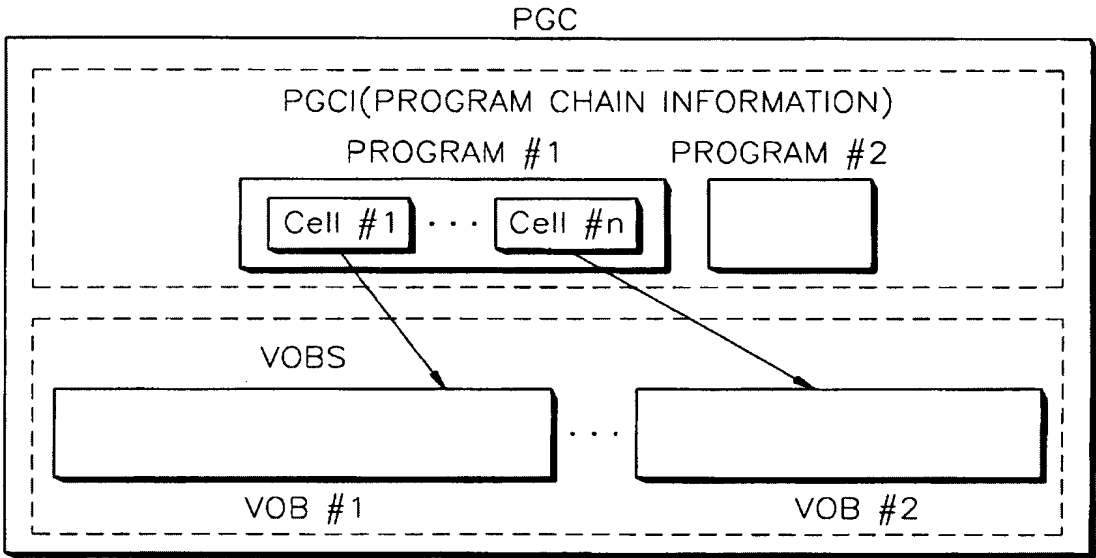 PGC
PGCI(PROGRAM CHAIN INFORMATION)
PROGRAM #1 PROGRAM #2
Cell #1 ... Cell #n
VOBS
...
VOB #1 VOB #2